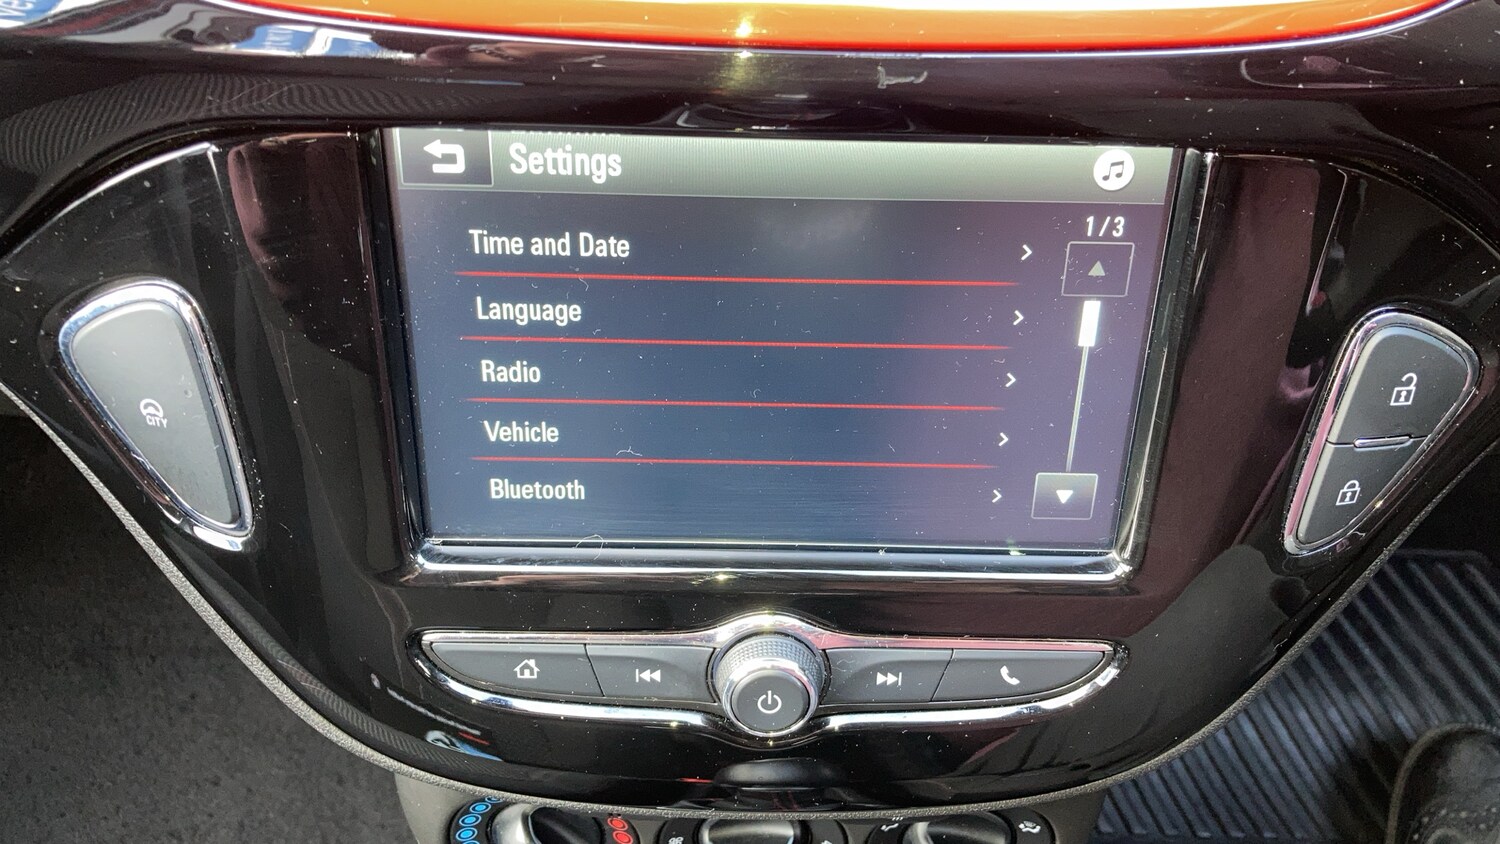 Settings
1/3
Time and Date
Language
Radio
Vehicle
Bluetooth
CITY